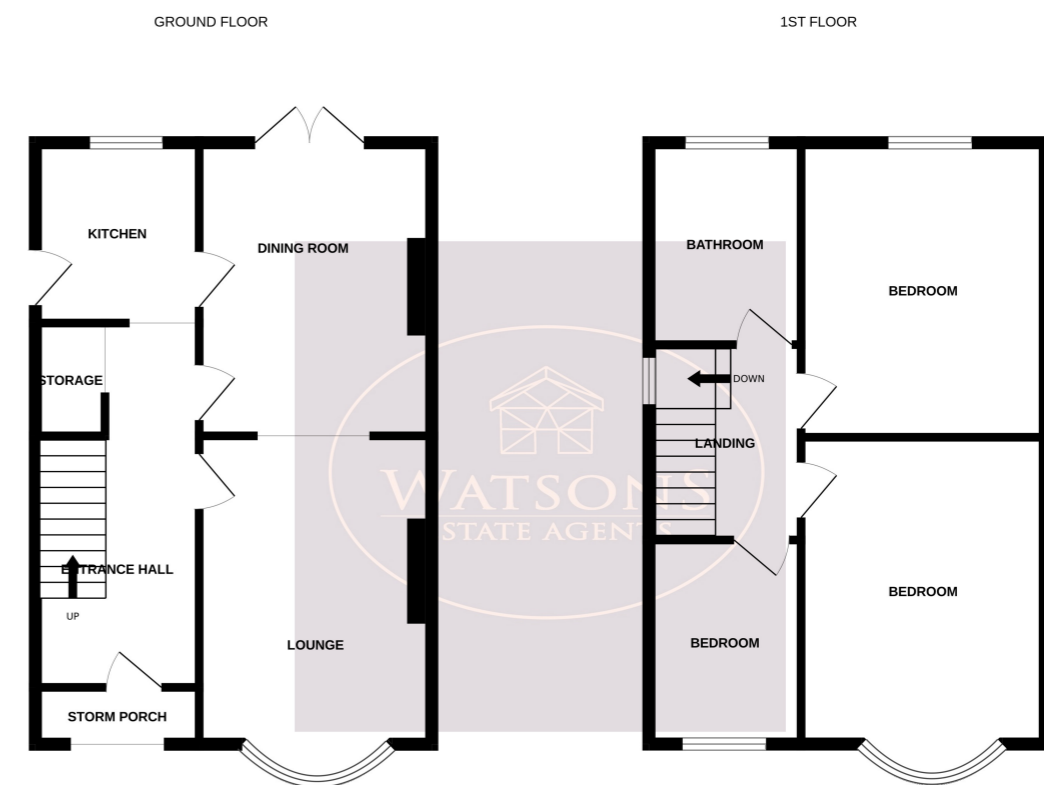 GROUND FLOOR
1ST FLOOR
KITCHEN
DINING ROOM
STORAGE
ENTRANCE HALL
UP
LOUNGE
STORM PORCH
BATHROOM
BEDROOM
DOWN
LANDING
BEDROOM
BEDROOM
WATSONS
ESTATE AGENTS